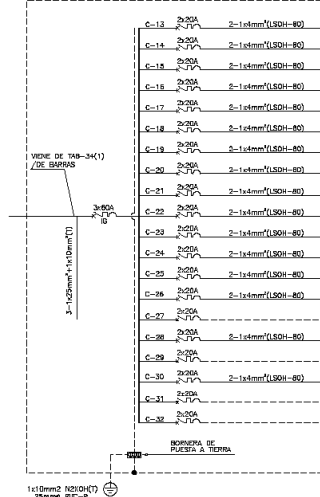 C-13 2x20A 2-1x4mm²(LSOH-80)
C-14 2x20A 2-1x4mm²(LSOH-80)
C-15 2x20A 2-1x4mm²(LSOH-80)
C-16 2x20A 2-1x4mm²(LSOH-80)
C-17 2x20A 2-1x4mm²(LSOH-80)
C-18 2x20A 2-1x4mm²(LSOH-80)
C-19 2x20A 2-1x4mm²(LSOH-80)
C-20 2x20A 2-1x4mm²(LSOH-80)
VIENE DE TAB-3H(1)
/DE BARRAS
C-21 2x20A 2-1x4mm²(LSOH-80)
3x60A
IG
C-22 2x20A 2-1x4mm²(LSOH-80)
3-1x25mm²+1x10mm²(T)
C-23 2x20A 2-1x4mm²(LSOH-80)
C-24 2x20A 2-1x4mm²(LSOH-80)
C-25 2x20A 2-1x4mm²(LSOH-80)
C-26 2x20A 2-1x4mm²(LSOH-80)
C-27 2x20A
C-28 2x20A 2-1x4mm²(LSOH-80)
C-29 2x20A
C-30 2x20A 2-1x4mm²(LSOH-80)
C-31 2x20A
C-32 2x20A
BORNERA DE
PUESTA A TIERRA
1x10mm2 N2XOH(T)